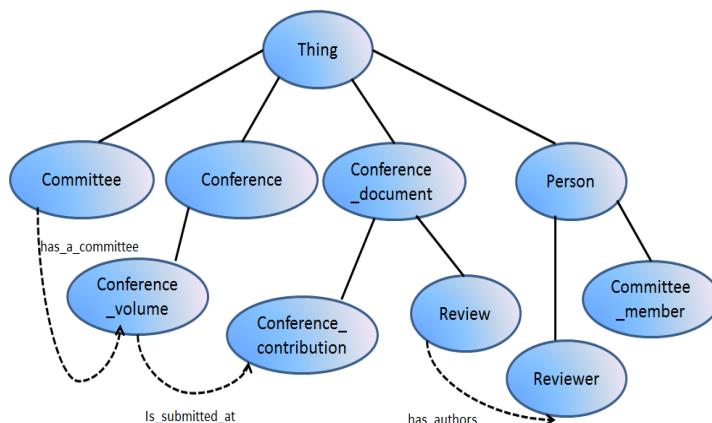 Thing
Committee
Conference
Conference
_document
Person
has_a_committee
Conference
_volume
Conference_
contribution
Review
Committee
_member
Reviewer
Is_submitted_at
has_authors